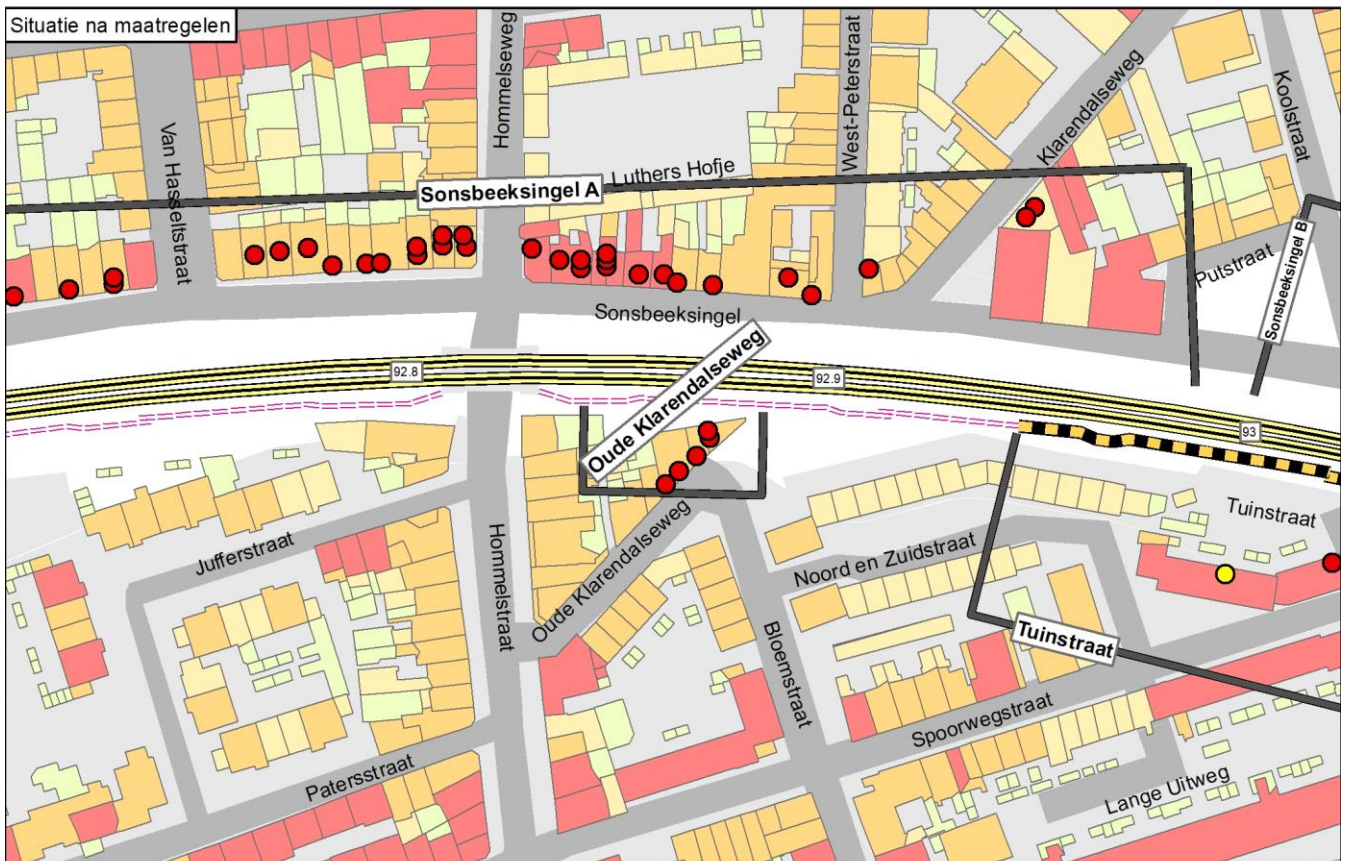 Situatie na maatregelen
Hommelseweg
Van Hasseltstraat
West-Peterstraat
Klarendalseweg
Koolstraat
Luthers Hofje
Sonsbeeksingel A
Sonsbeeksingel B
Putstraat
Sonsbeeksingel
92.8
92.9
93
Oude Klarendalseweg
Oude Klarendalseweg
Jufferstraat
Hommelstraat
Noord en Zuidstraat
Tuinstraat
Tuinstraat
Bloemstraat
Spoorwegstraat
Patersstraat
Lange Uitweg